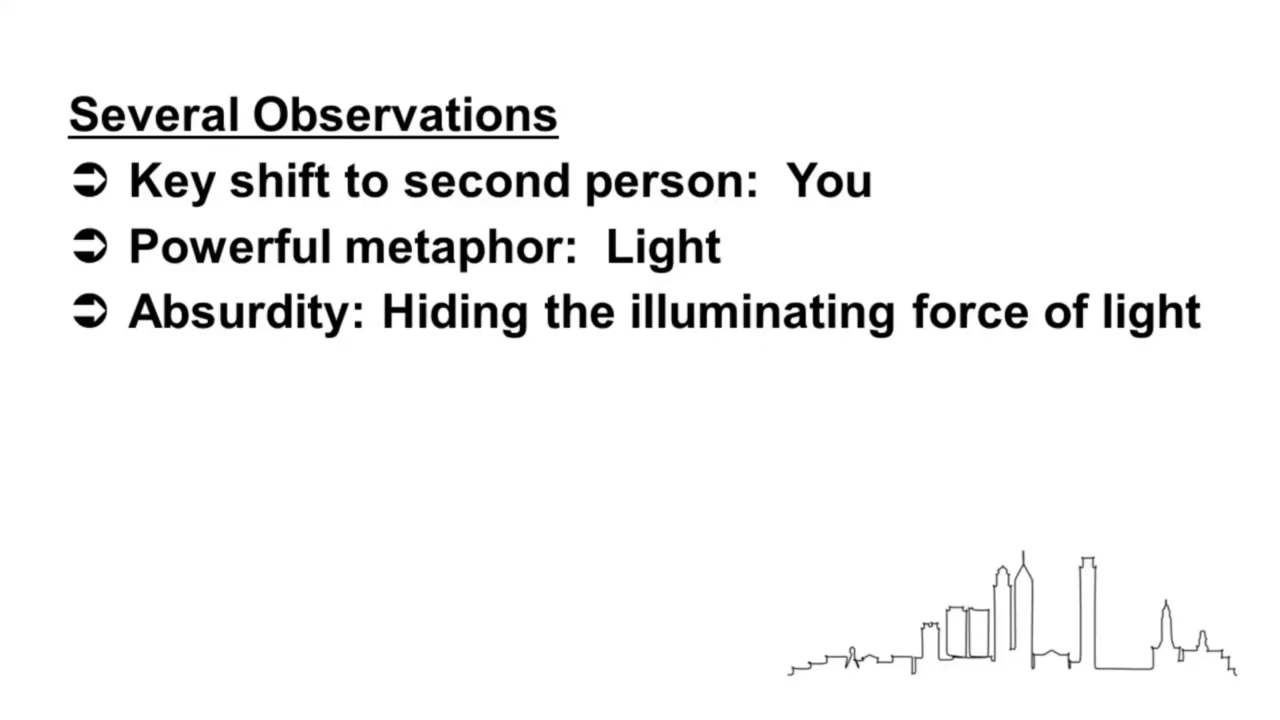 Several Observations
➲ Key shift to second person: You
➲ Powerful metaphor: Light
➲ Absurdity: Hiding the illuminating force of light